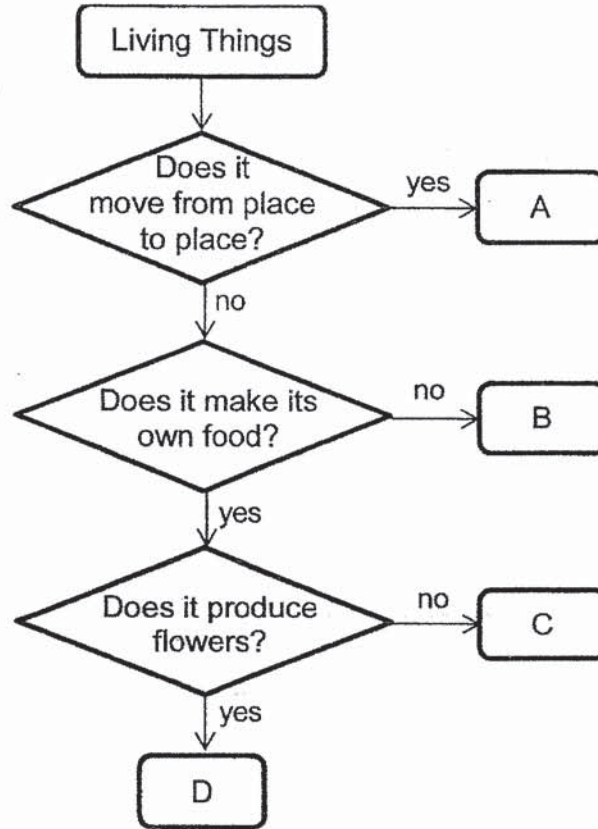 Living Things
Does it
move from place
to place?
yes
A
no
Does it make its
own food?
no
B
yes
Does it produce
flowers?
no
C
yes
D